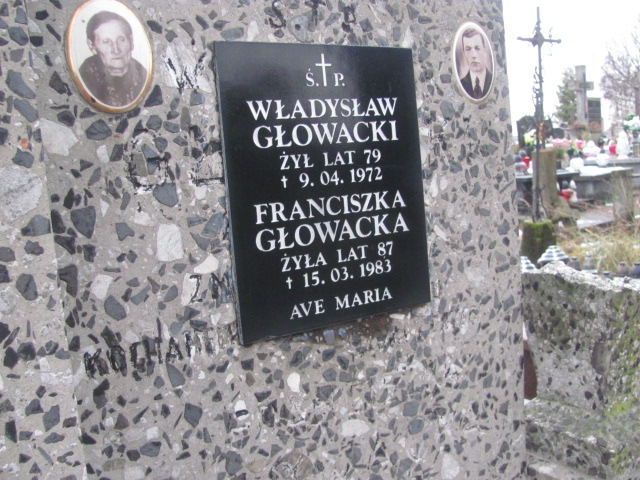 Ś.†P.
WŁADYSŁAW
GŁOWACKI
ŻYŁ LAT 79
† 9.04.1972
FRANCISZKA
GŁOWACKA
ŻYŁA LAT 87
† 15.03.1983
AVE MARIA